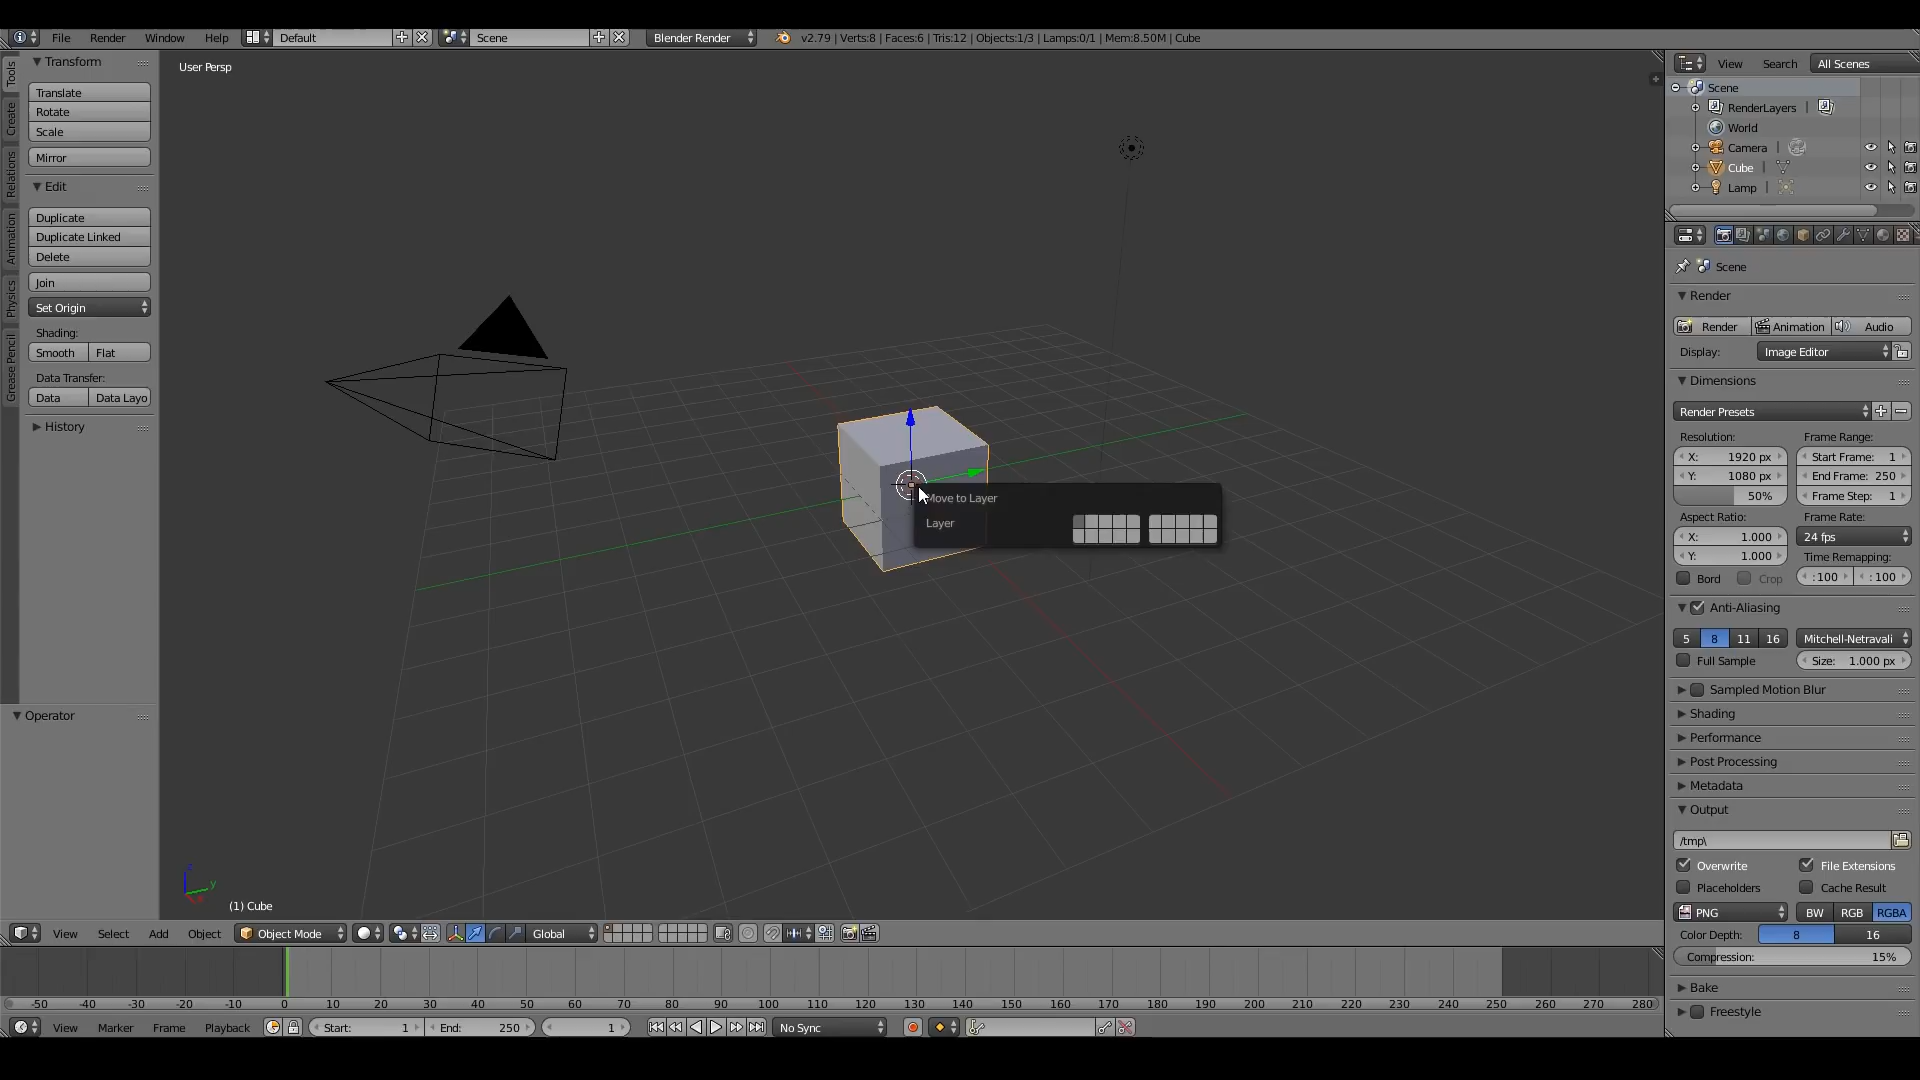 File Render Window Help Default Scene Blender Render v2.79 | Verts:8 | Faces:6 | Tris:12 | Objects:1/3 | Lamps:0/1 | Mem:8.50M | Cube
Tools
Create
Relations
Animation
Physics
Grease Pencil
Transform
Translate
Rotate
Scale
Mirror
Edit
Duplicate
Duplicate Linked
Delete
Join
Set Origin
Shading:
Smooth Flat
Data Transfer:
Data Data Layo
History
Operator
User Persp
Move to Layer
Layer
z
y
(1) Cube
View Select Add Object Object Mode Global
-50 -40 -30 -20 -10 0 10 20 30 40 50 60 70 80 90 100 110 120 130 140 150 160 170 180 190 200 210 220 230 240 250 260 270 280
View Marker Frame Playback Start: 1 End: 250 1 No Sync
View Search All Scenes
Scene
RenderLayers |
World
Camera |
Cube |
Lamp |
Scene
Render
Render Animation Audio
Display: Image Editor
Dimensions
Render Presets
Resolution: Frame Range:
X: 1920 px Start Frame: 1
Y: 1080 px End Frame: 250
50% Frame Step: 1
Aspect Ratio: Frame Rate:
X: 1.000 24 fps
Y: 1.000 Time Remapping:
Bord Crop :100 :100
Anti-Aliasing
5 8 11 16 Mitchell-Netravali
Full Sample Size: 1.000 px
Sampled Motion Blur
Shading
Performance
Post Processing
Metadata
Output
/tmp\
Overwrite File Extensions
Placeholders Cache Result
PNG BW RGB RGBA
Color Depth: 8 16
Compression: 15%
Bake
Freestyle